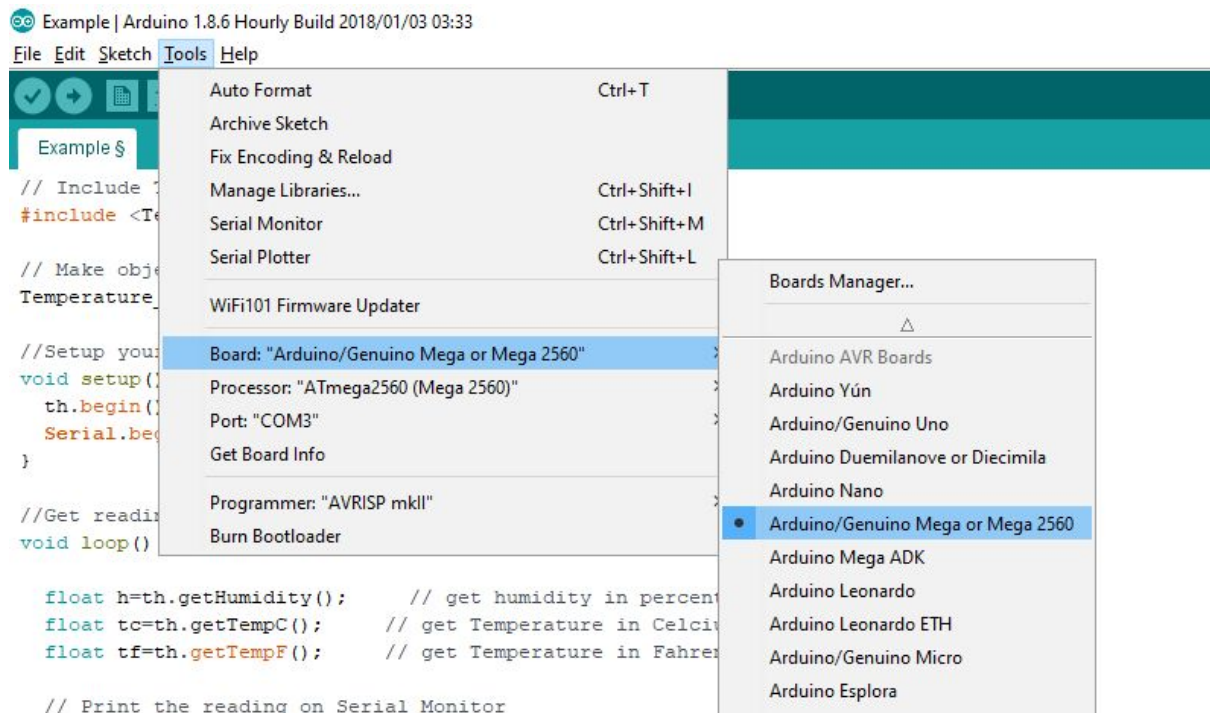 Example | Arduino 1.8.6 Hourly Build 2018/01/03 03:33
File Edit Sketch Tools Help
Example §
Auto Format Ctrl+T
Archive Sketch
Fix Encoding & Reload
Manage Libraries... Ctrl+Shift+I
Serial Monitor Ctrl+Shift+M
Serial Plotter Ctrl+Shift+L
WiFi101 Firmware Updater
Board: "Arduino/Genuino Mega or Mega 2560"
Processor: "ATmega2560 (Mega 2560)"
Port: "COM3"
Get Board Info
Programmer: "AVRISP mkII"
Burn Bootloader
Boards Manager...
Arduino AVR Boards
Arduino Yún
Arduino/Genuino Uno
Arduino Duemilanove or Diecimila
Arduino Nano
Arduino/Genuino Mega or Mega 2560
Arduino Mega ADK
Arduino Leonardo
Arduino Leonardo ETH
Arduino/Genuino Micro
Arduino Esplora
// Include
#include <Te
// Make obje
Temperature_
//Setup your
void setup()
th.begin()
Serial.beg
}
//Get readin
void loop()
float h=th.getHumidity(); // get humidity in percent
float tc=th.getTempC(); // get Temperature in Celciu
float tf=th.getTempF(); // get Temperature in Fahren
// Print the reading on Serial Monitor